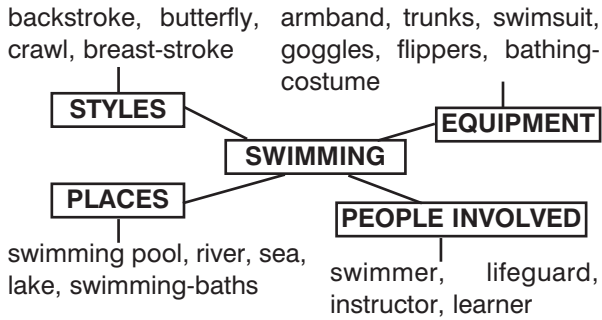 backstroke, butterfly,
crawl, breast-stroke
armband, trunks, swimsuit,
goggles, flippers, bathing-
costume
STYLES
EQUIPMENT
SWIMMING
PLACES
PEOPLE INVOLVED
swimming pool, river, sea,
lake, swimming-baths
swimmer, lifeguard,
instructor, learner